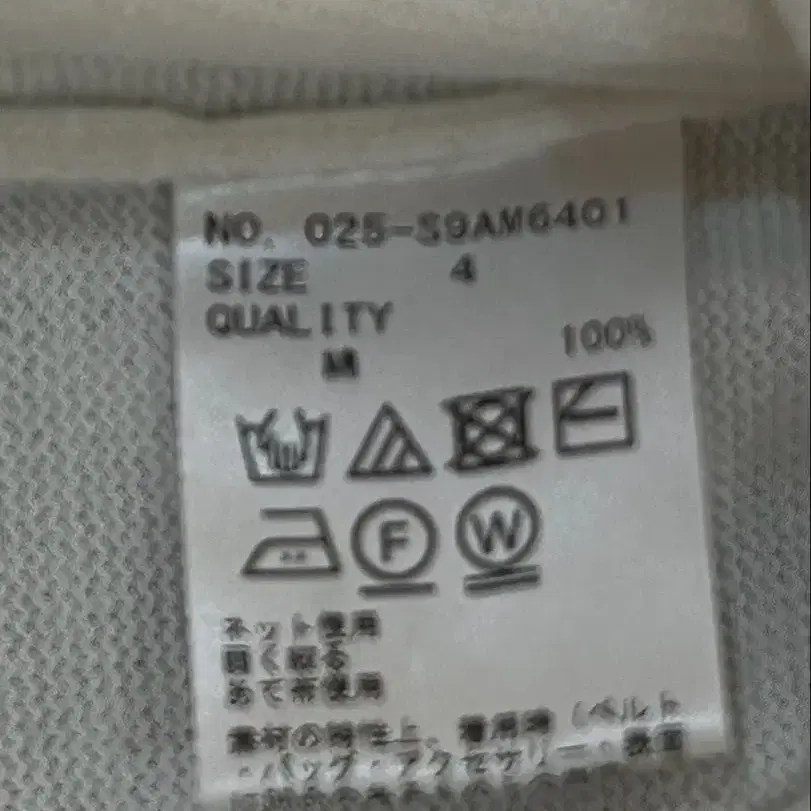 NO. 025-S9AM6401
SIZE 4
QUALITY
100%
F W
ネット使用
弱く絞る
あて布使用
素材の特性上、着用時（ベルト
・バッグ・アクセサリー・表面